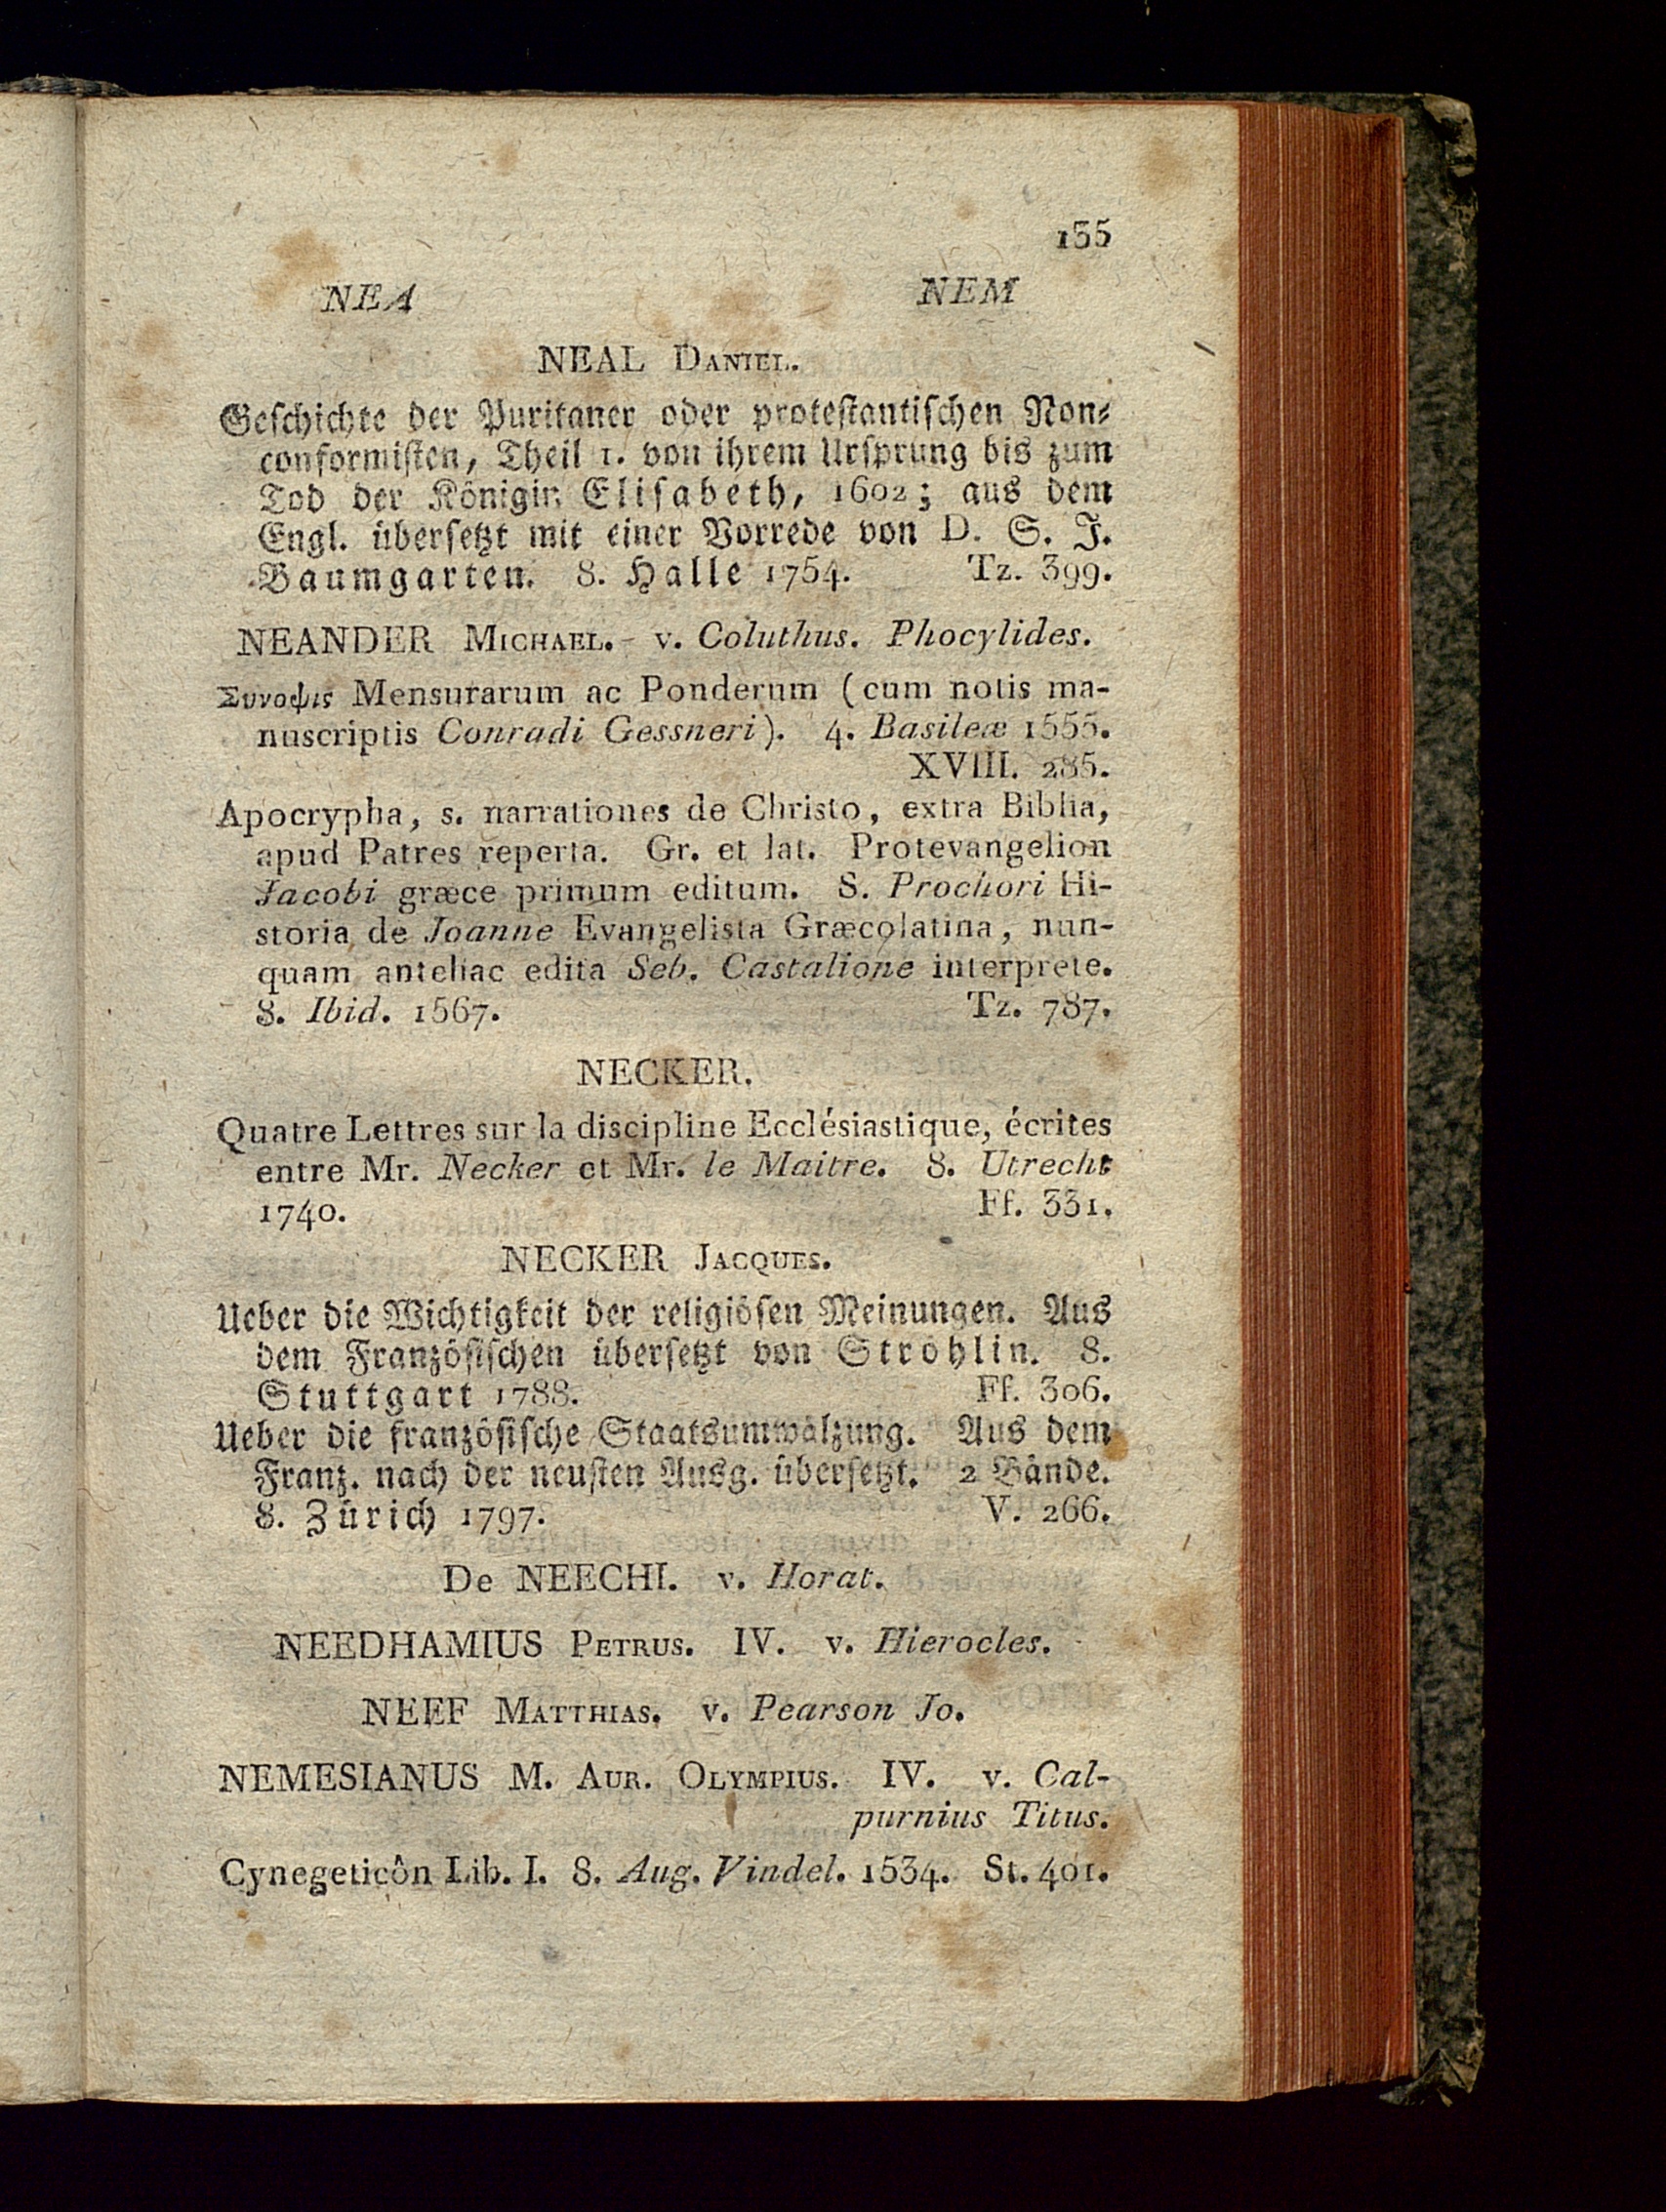 135
NEA NEM
NEAL DANIEL.
Geschichte der Puritaner oder protestantischen Non-
conformisten, Theil 1. von ihrem Ursprung bis zum
Tod der Königin Elisabeth, 1602; aus dem
Engl. übersetzt mit einer Vorrede von D. S. J.
Baumgarten. 8. Halle 1754. Tz. 399.
NEANDER MICHAEL. v. Coluthus. Phocylides.
Συνοψις Mensurarum ac Ponderum (cum notis ma-
nuscriptis Conradi Gessneri). 4. Basileæ 1555.
XVIII. 285.
Apocrypha, s. narrationes de Christo, extra Biblia,
apud Patres reperta. Gr. et lat. Protevangelion
Jacobi græce primum editum. S. Prochori Hi-
storia de Joanne Evangelista Græcolatina, nun-
quam antehac edita Seb. Castalione interprete.
8. Ibid. 1567. Tz. 787.
NECKER.
Quatre Lettres sur la discipline Ecclésiastique, écrites
entre Mr. Necker et Mr. le Maitre. 8. Utrecht
1740. Ff. 331.
NECKER JACQUES.
Ueber die Wichtigkeit der religiösen Meinungen. Aus
dem Französischen übersetzt von Ströhlin. 8.
Stuttgart 1788. Ff. 306.
Ueber die französische Staatsumwälzung. Aus dem
Franz. nach der neusten Ausg. übersetzt. 2 Bände.
8. Zürich 1797. V. 266.
De NEECHI. v. Horat.
NEEDHAMIUS PETRUS. IV. v. Hierocles.
NEEF MATTHIAS. v. Pearson Jo.
NEMESIANUS M. AUR. OLYMPIUS. IV. v. Cal-
purnius Titus.
Cynegeticôn Lib. I. 8. Aug. Vindel. 1534. St. 401.